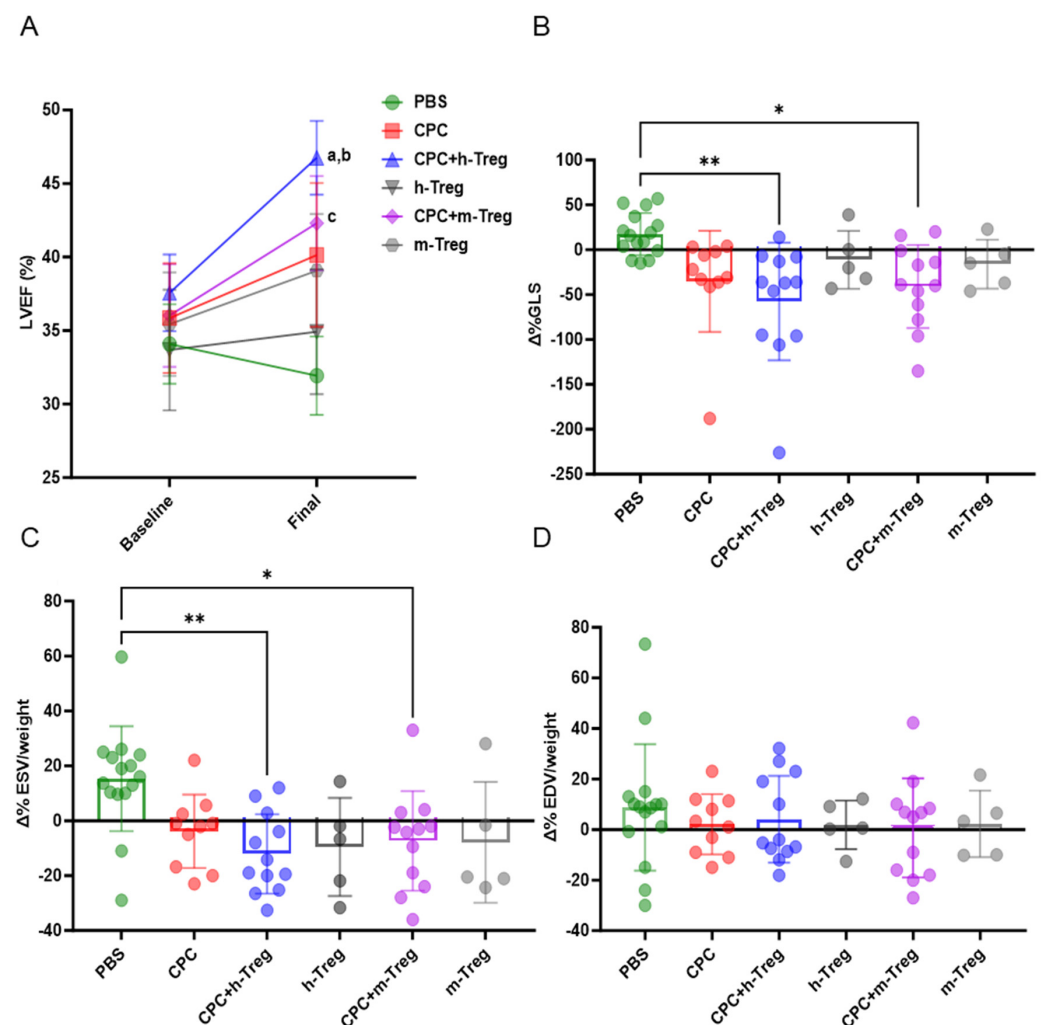 A
50
45
40
35
30
25
LVEF (%)
Baseline
Final
a,b
c
PBS
CPC
CPC+h-Treg
h-Treg
CPC+m-Treg
m-Treg
B
*
**
100
50
0
-50
-100
-150
-200
-250
Δ%GLS
PBS
CPC
CPC+h-Treg
h-Treg
CPC+m-Treg
m-Treg
C
*
**
80
60
40
20
0
-20
-40
Δ% ESV/weight
PBS
CPC
CPC+h-Treg
h-Treg
CPC+m-Treg
m-Treg
D
80
60
40
20
0
-20
-40
Δ% EDV/weight
PBS
CPC
CPC+h-Treg
h-Treg
CPC+m-Treg
m-Treg